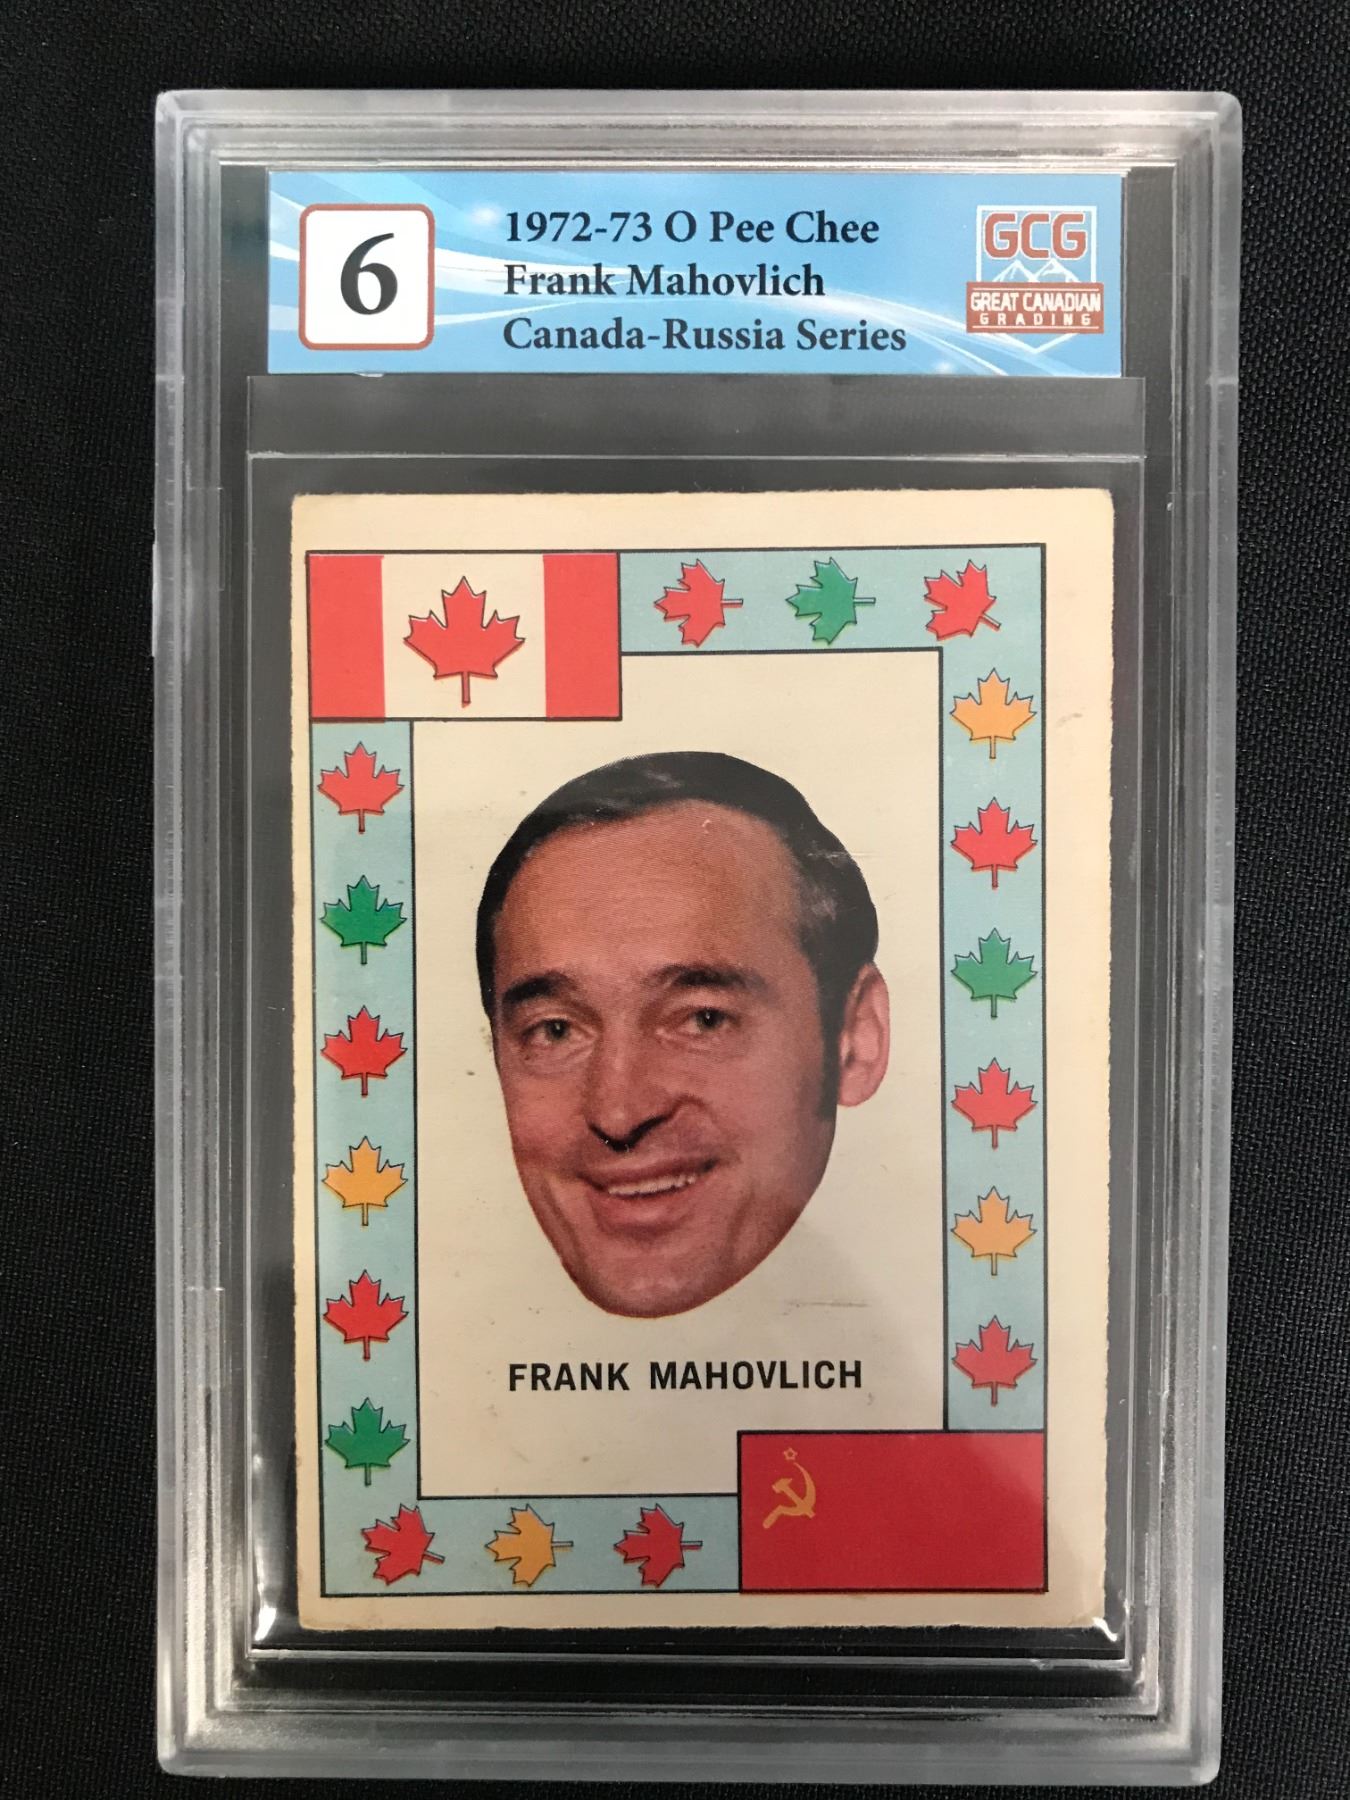 6
1972-73 O Pee Chee
Frank Mahovlich
Canada-Russia Series
GCG
GREAT CANADIAN
GRADING
FRANK MAHOVLICH